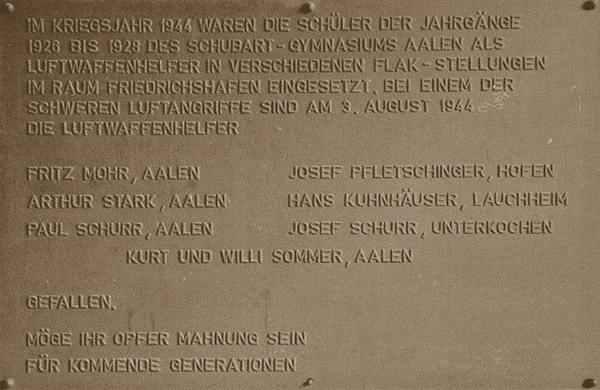 IM KRIEGSJAHR 1944 WAREN DIE SCHÜLER DER JAHRGÄNGE
1926 BIS 1928 DES SCHUBART-GYMNASIUMS AALEN ALS
LUFTWAFFENHELFER IN VERSCHIEDENEN FLAK-STELLUNGEN
IM RAUM FRIEDRICHSHAFEN EINGESETZT. BEI EINEM DER
SCHWEREN LUFTANGRIFFE SIND AM 3. AUGUST 1944
DIE LUFTWAFFENHELFER
FRITZ MOHR, AALEN JOSEF PFLETSCHINGER, HOFEN
ARTHUR STARK, AALEN HANS KUHNHÄUSER, LAUCHHEIM
PAUL SCHURR, AALEN JOSEF SCHURR, UNTERKOCHEN
KURT UND WILLI SOMMER, AALEN
GEFALLEN.
MÖGE IHR OPFER MAHNUNG SEIN
FÜR KOMMENDE GENERATIONEN